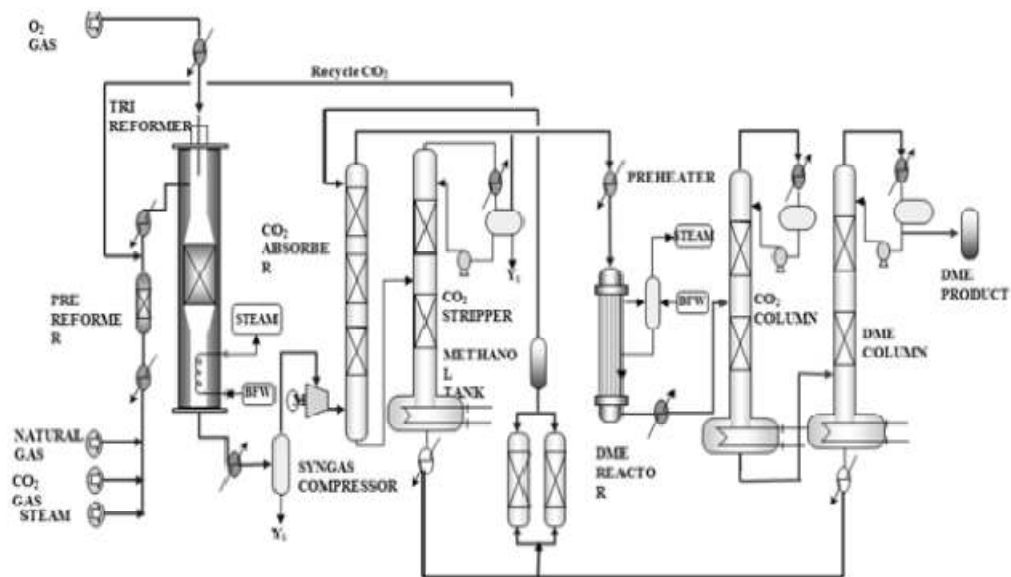 O₂
GAS
Recycle CO₂
TRI
REFORMER
PREHEATER
STEAM
BFW
CO₂
ABSORBE
R
CO₂
STRIPPER
Y₁
DME
PRODUCT
CO₂
COLUMN
DME
COLUMN
PRE
REFORME
R
STEAM
BFW
METHANO
L
TANK
M
NATURAL
GAS
CO₂
GAS
STEAM
SYNGAS
COMPRESSOR
Y₁
DME
REACTO
R